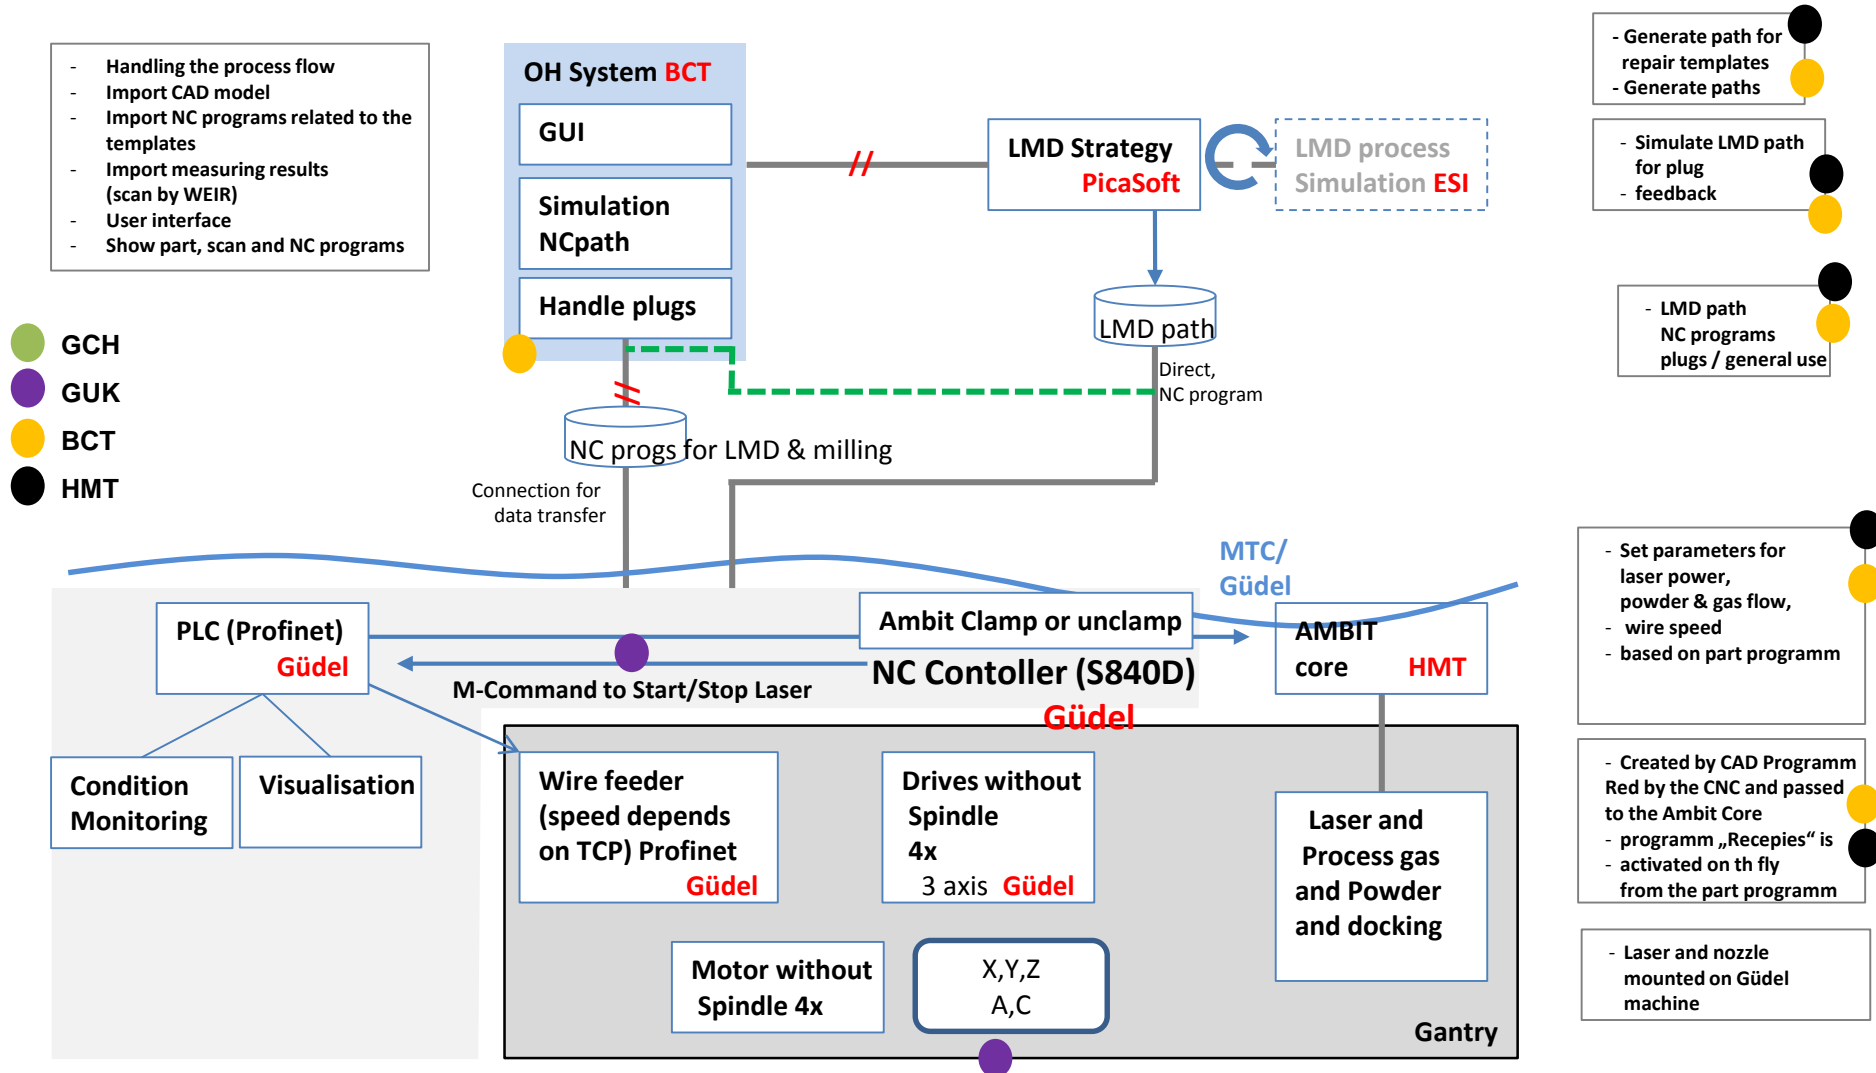 - Handling the process flow
- Import CAD model
- Import NC programs related to the
templates
- Import measuring results
(scan by WEIR)
- User interface
- Show part, scan and NC programs
GCH
GUK
BCT
HMT
OH System BCT
GUI
Simulation
NCpath
Handle plugs
//
LMD Strategy
PicaSoft
LMD process
Simulation ESI
LMD path
Direct,
NC program
//
NC progs for LMD & milling
Connection for
data transfer
MTC/
Güdel
PLC (Profinet)
Güdel
Ambit Clamp or unclamp
NC Contoller (S840D)
Güdel
M-Command to Start/Stop Laser
AMBIT
core HMT
Condition
Monitoring
Visualisation
Wire feeder
(speed depends
on TCP) Profinet
Güdel
Drives without
Spindle
4x
3 axis Güdel
Laser and
Process gas
and Powder
and docking
Motor without
Spindle 4x
X,Y,Z
A,C
Gantry
- Generate path for
repair templates
- Generate paths
- Simulate LMD path
for plug
- feedback
- LMD path
NC programs
plugs / general use
- Set parameters for
laser power,
powder & gas flow,
- wire speed
- based on part programm
- Created by CAD Programm
Red by the CNC and passed
to the Ambit Core
- programm „Recepies“ is
- activated on th fly
from the part programm
- Laser and nozzle
mounted on Güdel
machine